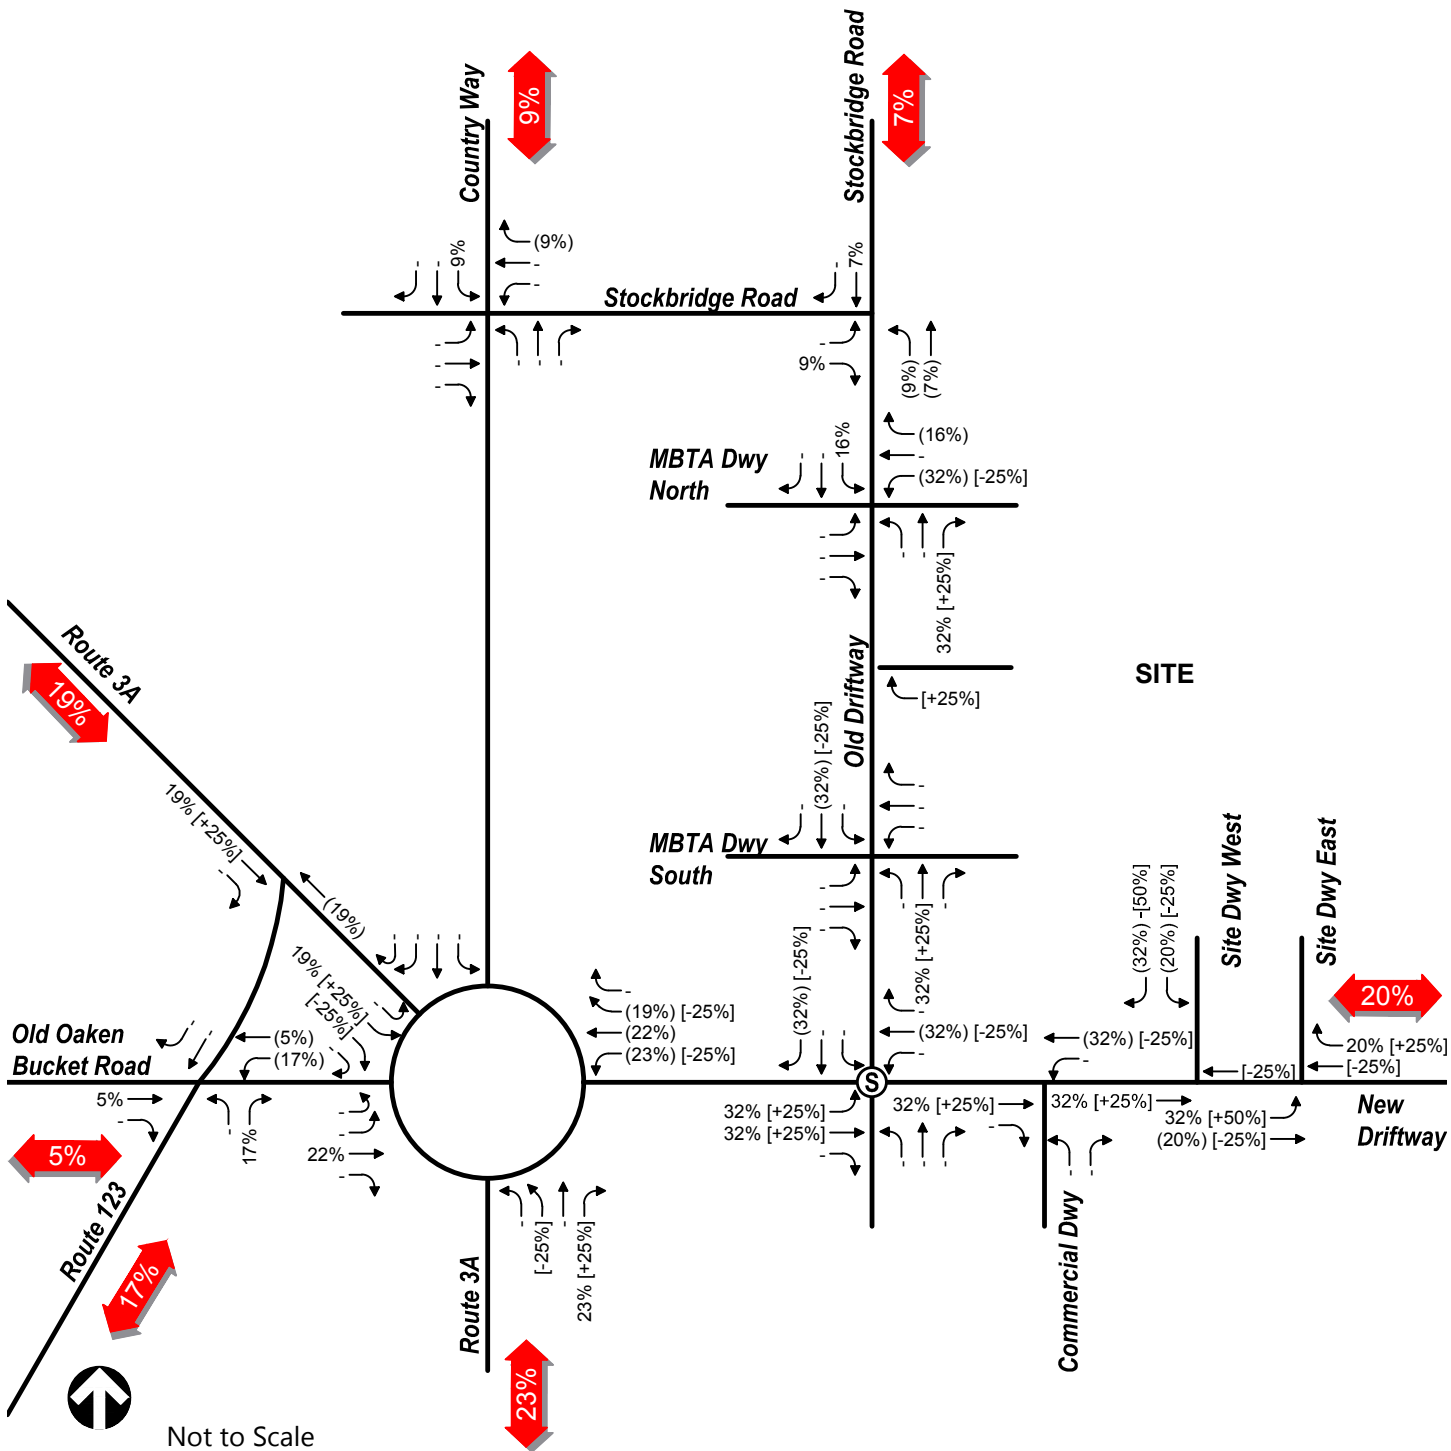 Country Way
9%
Stockbridge Road
7%
(9%)
-
-
- - 9%
Stockbridge Road
- 7%
-
-
-
- - -
-
9%
(9%)
(7%)
MBTA Dwy
North
- - 16%
(16%)
-
(32%) [-25%]
-
-
-
- - 32% [+25%]
Route 3A
19%
Old Driftway
[+25%]
SITE
19% [+25%]
-
(19%)
- (32%) [-25%] -
-
-
-
MBTA Dwy
South
-
-
-
- 32% [+25%] -
Site Dwy West
Site Dwy East
(32%) -[50%]
(20%) [-25%]
20%
- - - -
19% [+25%]
[-25%]
-
-
-
(19%) [-25%]
(22%)
(23%) [-25%]
(32%) [-25%]
- - -
-
(32%) [-25%]
-
(32%) [-25%]
-
20% [+25%]
[-25%]
[-25%]
Old Oaken
Bucket Road
- -
(5%)
(17%)
5%
-
- 17%
-
-
22%
-
S
32% [+25%]
32% [+25%]
-
32% [+25%]
-
32% [+25%]
32% [+50%]
(20%) [-25%]
New
Driftway
5%
- - -
- -
Route 123
17%
- [-25%] - 23% [+25%]
Route 3A
23%
Commercial Dwy
Not to Scale